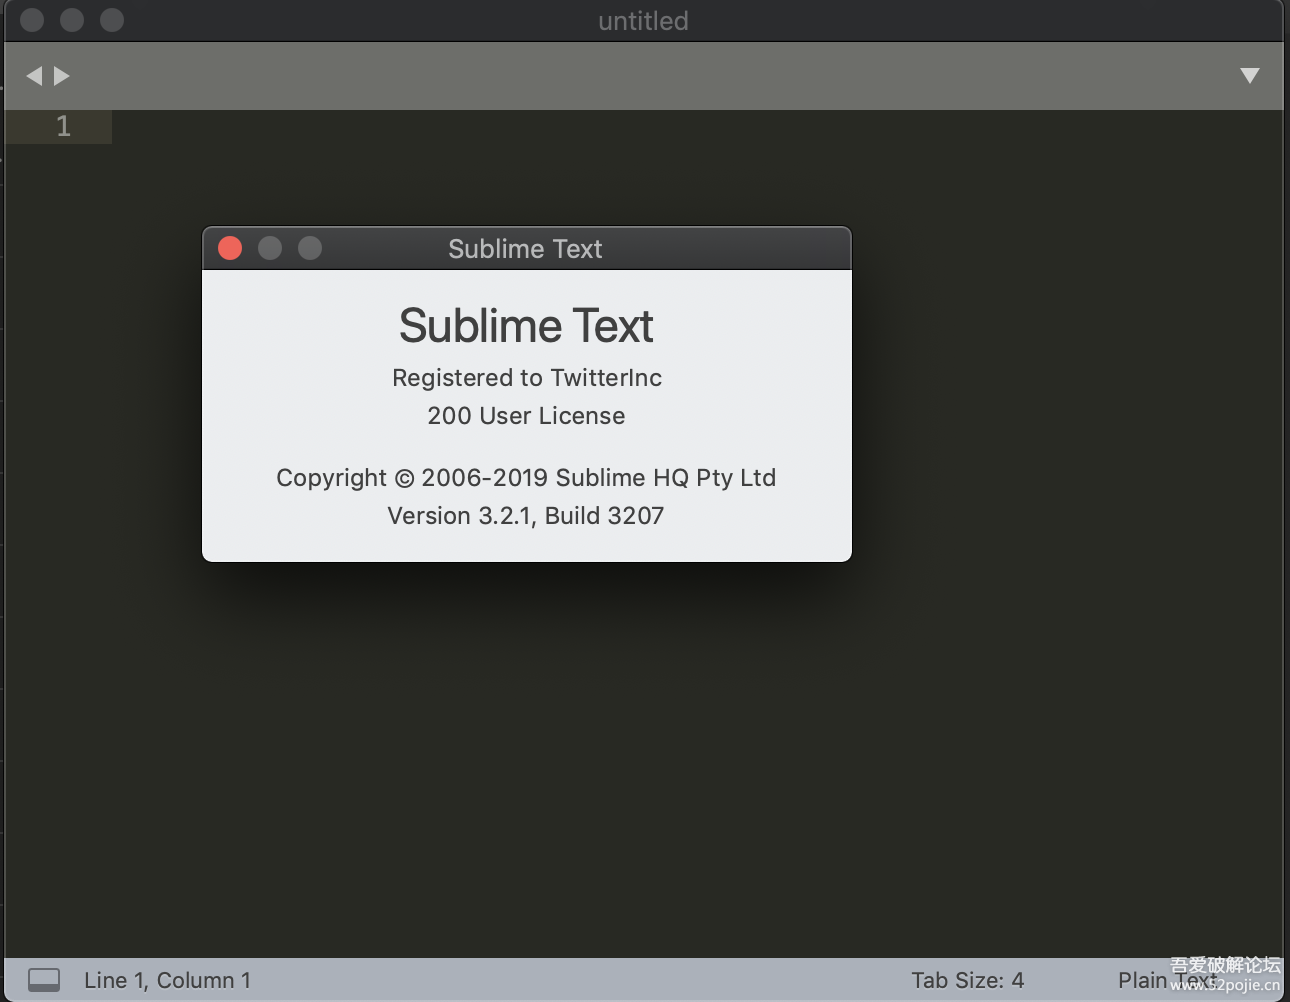 untitled
1
Sublime Text
Sublime Text
Registered to TwitterInc
200 User License
Copyright © 2006-2019 Sublime HQ Pty Ltd
Version 3.2.1, Build 3207
Line 1, Column 1
Tab Size: 4
Plain Text
吾爱破解论坛
www.52pojie.cn